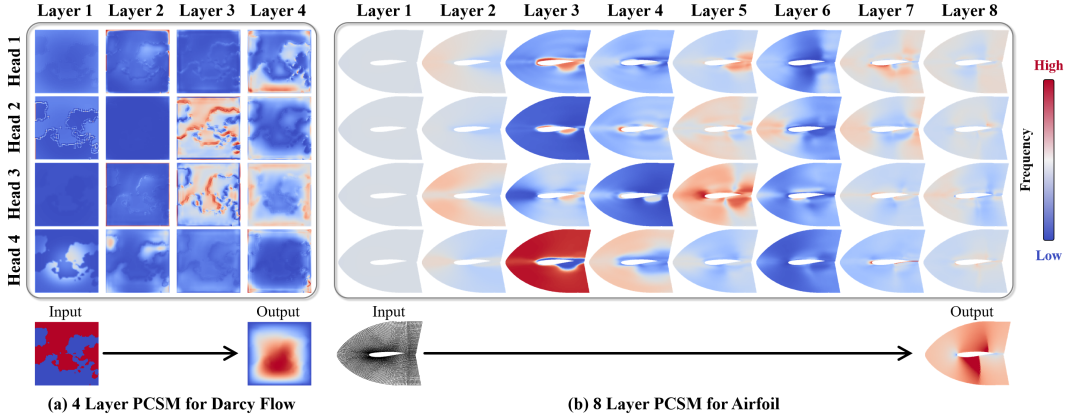 Layer 1 Layer 2 Layer 3 Layer 4
Layer 1 Layer 2 Layer 3 Layer 4 Layer 5 Layer 6 Layer 7 Layer 8
Head 1
Head 2
Head 3
Head 4
High
Frequency
Low
Input
Output
Input
Output
(a) 4 Layer PCSM for Darcy Flow
(b) 8 Layer PCSM for Airfoil